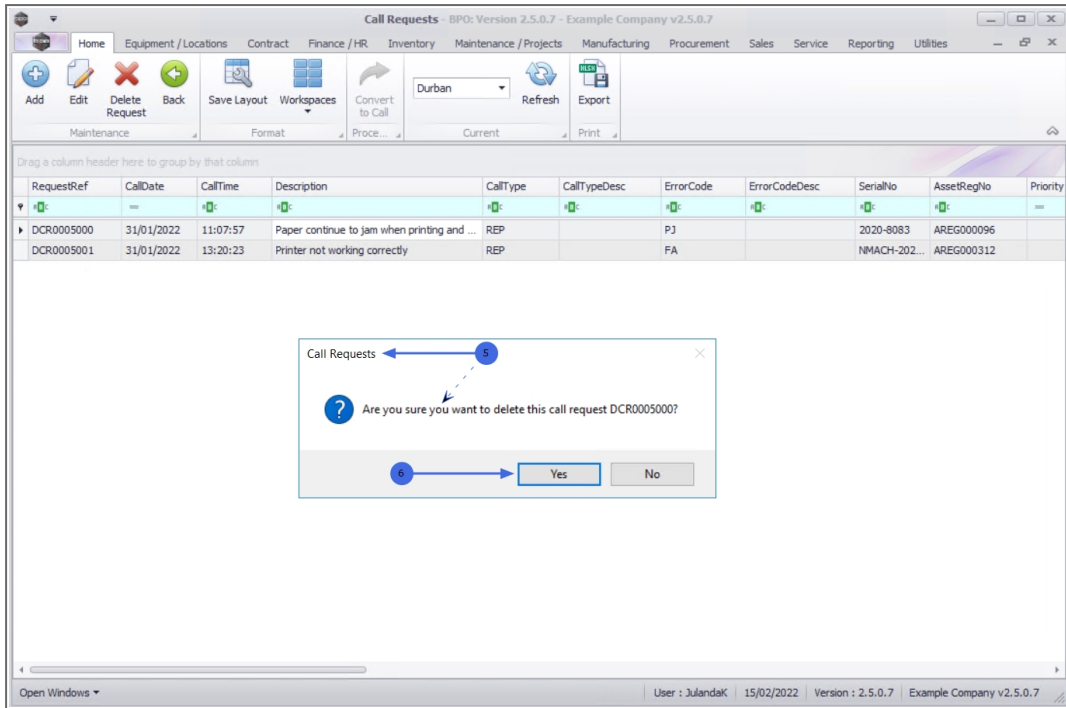 Call Requests - BPO: Version 2.5.0.7 - Example Company v2.5.0.7
Home Equipment / Locations Contract Finance / HR Inventory Maintenance / Projects Manufacturing Procurement Sales Service Reporting Utilities
Add Edit Delete Request Back Save Layout Workspaces Convert to Call Durban Refresh Export
Maintenance Format Proce... Current Print
Drag a column header here to group by that column
RequestRef CallDate CallTime Description CallType CallTypeDesc ErrorCode ErrorCodeDesc SerialNo AssetRegNo Priority
DCR0005000 31/01/2022 11:07:57 Paper continue to jam when printing and ... REP PJ 2020-8083 AREG000096
DCR0005001 31/01/2022 13:20:23 Printer not working correctly REP FA NMACH-202... AREG000312
Call Requests 5
Are you sure you want to delete this call request DCR0005000?
6 Yes No
Open Windows User : JulandaK 15/02/2022 Version : 2.5.0.7 Example Company v2.5.0.7